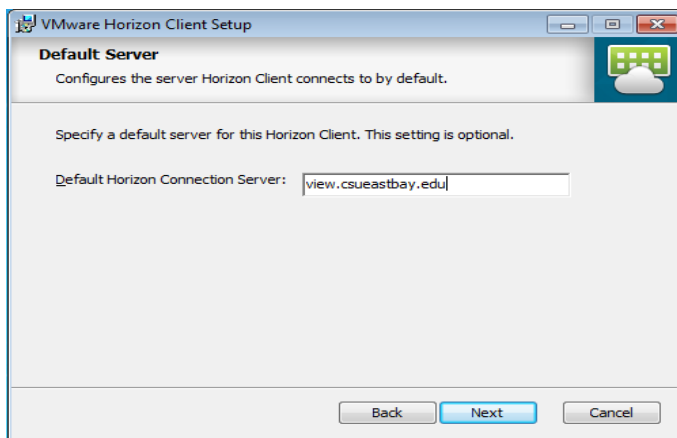 VMware Horizon Client Setup
Default Server
Configures the server Horizon Client connects to by default.
Specify a default server for this Horizon Client. This setting is optional.
Default Horizon Connection Server: view.csueastbay.edu
Back Next Cancel